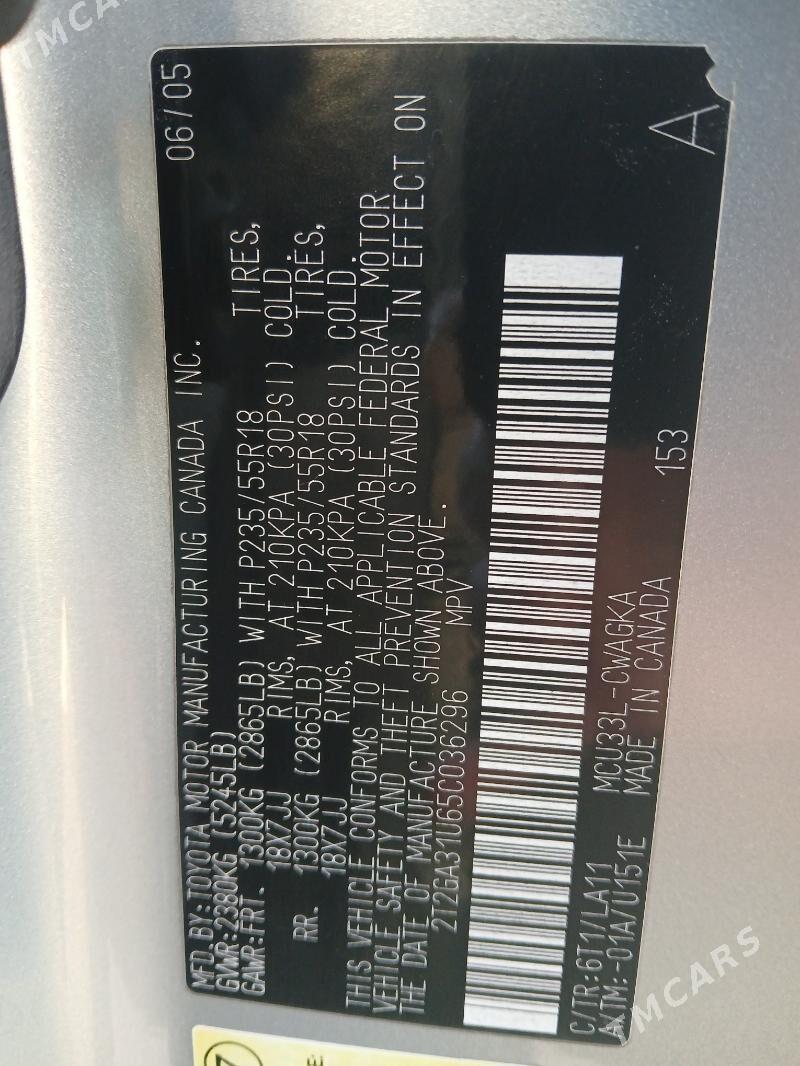 TMCARS
MFD. BY: TOYOTA MOTOR MANUFACTURING CANADA INC. 06/05
GVWR: 2380KG (5245LB)
GAWR: FRT. 1300KG (2865LB) WITH P235/55R18 TIRES,
18X7JJ RIMS, AT 210KPA (30PSI) COLD.
RR. 1300KG (2865LB) WITH P235/55R18 TIRES,
18X7JJ RIMS, AT 210KPA (30PSI) COLD.
THIS VEHICLE CONFORMS TO ALL APPLICABLE FEDERAL MOTOR
VEHICLE SAFETY AND THEFT PREVENTION STANDARDS IN EFFECT ON
THE DATE OF MANUFACTURE SHOWN ABOVE.
2T2GA31U65C036296 MPV
C/TR:6T1/LA11 MCU33L-CWAGKA
A/TM:-01A/U151E MADE IN CANADA 153
A
TMCARS